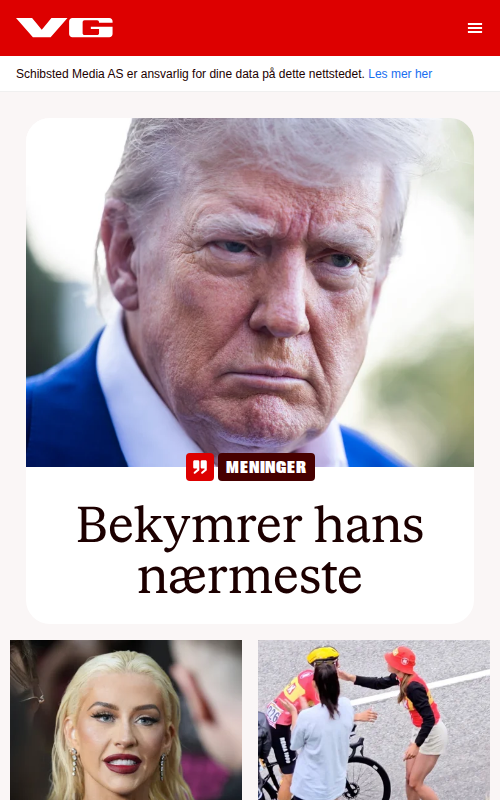 VG
Schibsted Media AS er ansvarlig for dine data på dette nettstedet. Les mer her
MENINGER
Bekymrer hans
nærmeste